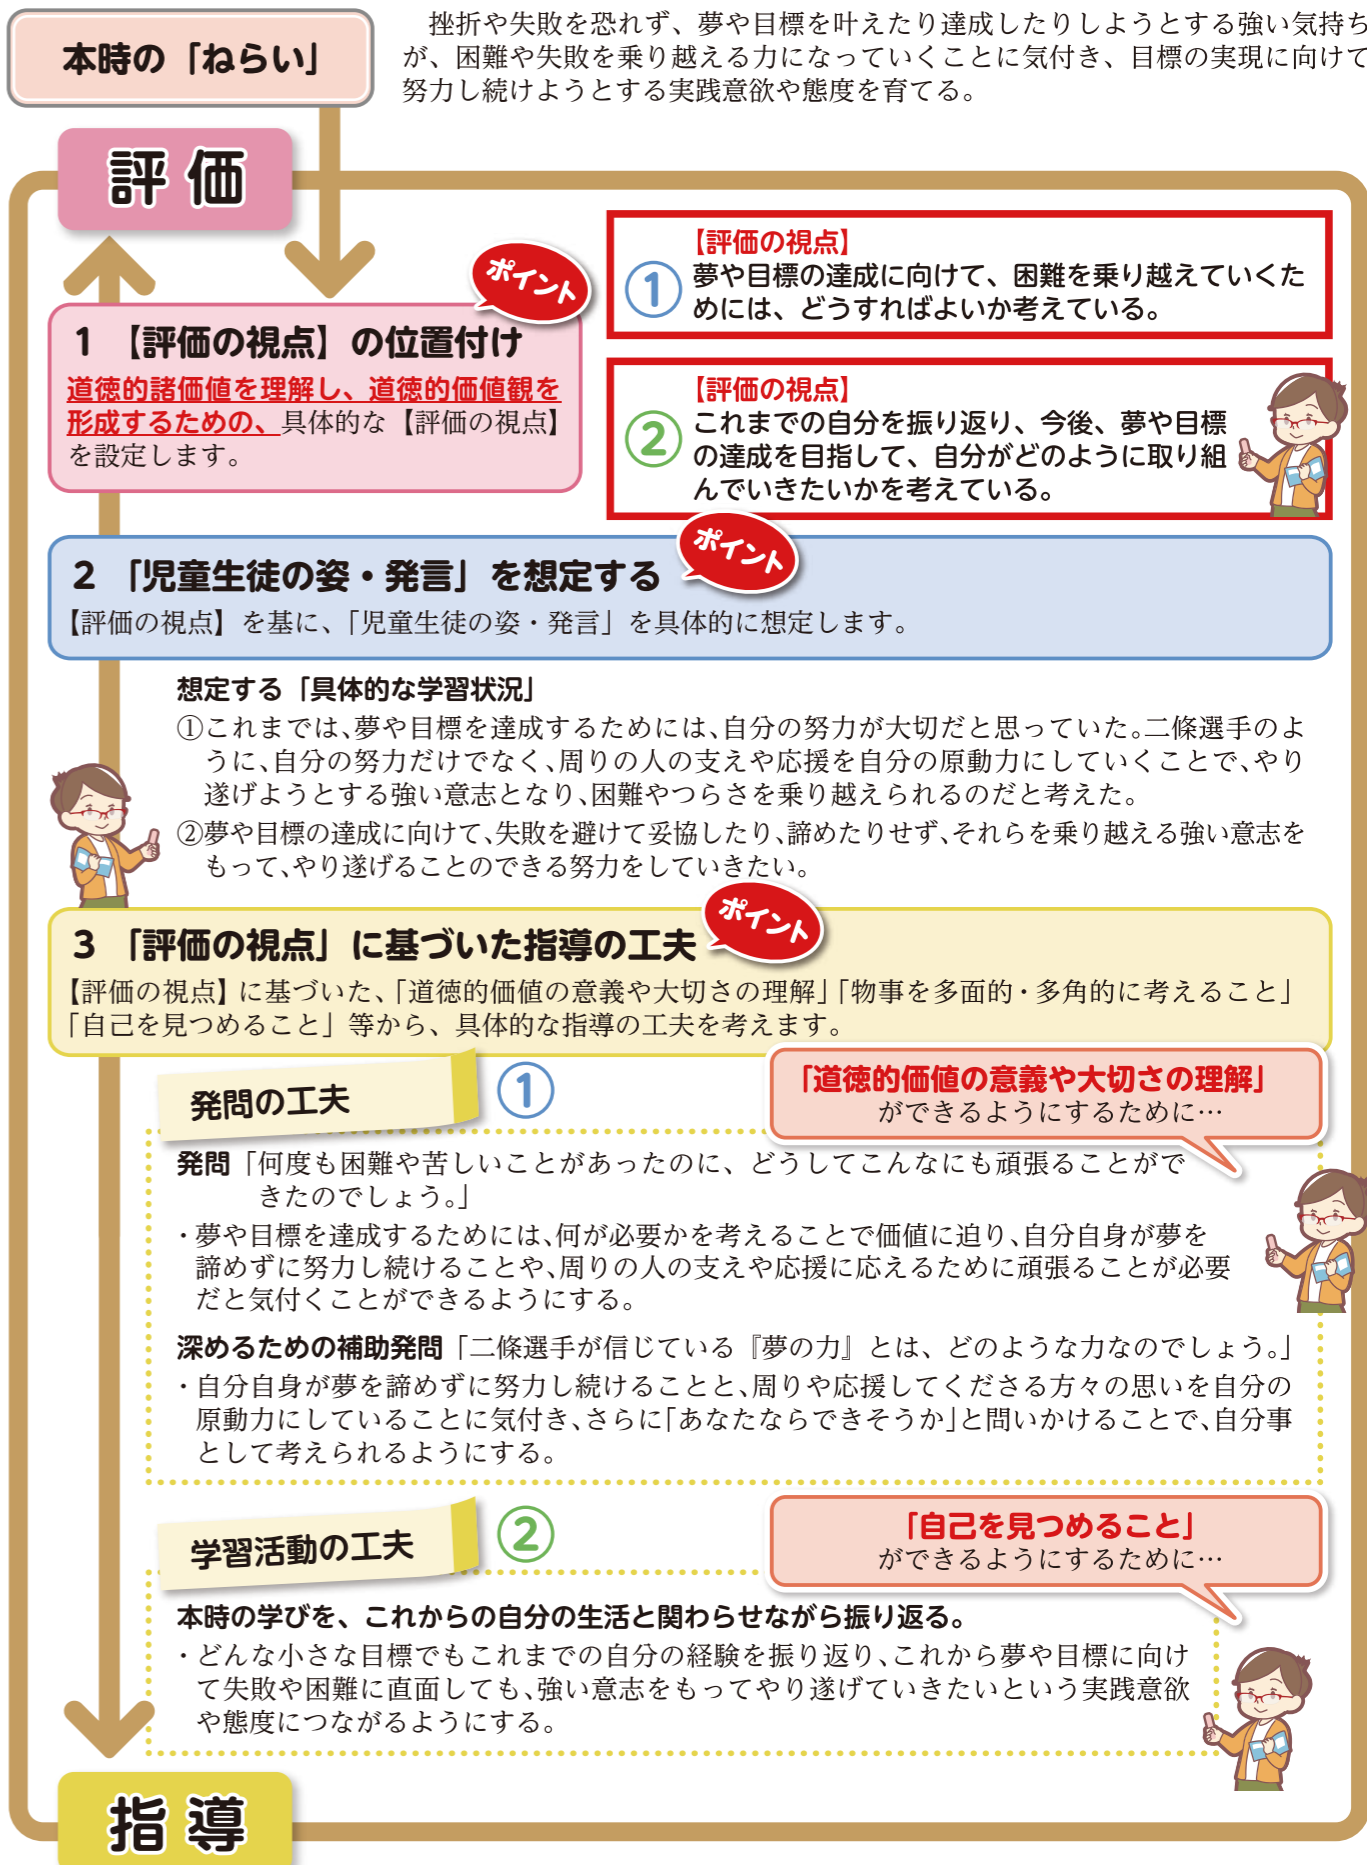 本時の「ねらい」
挫折や失敗を恐れず、夢や目標を叶えたり達成したりしようとする強い気持ち
が、困難や失敗を乗り越える力になっていくことに気付き、目標の実現に向けて
努力し続けようとする実践意欲や態度を育てる。
評価
ポイント
1 【評価の視点】の位置付け
道徳的諸価値を理解し、道徳的価値観を
形成するための、具体的な【評価の視点】
を設定します。
【評価の視点】
① 夢や目標の達成に向けて、困難を乗り越えていくた
めには、どうすればよいか考えている。
【評価の視点】
② これまでの自分を振り返り、今後、夢や目標
の達成を目指して、自分がどのように取り組
んでいきたいかを考えている。
ポイント
2 「児童生徒の姿・発言」を想定する
【評価の視点】を基に、「児童生徒の姿・発言」を具体的に想定します。
想定する「具体的な学習状況」
①これまでは、夢や目標を達成するためには、自分の努力が大切だと思っていた。二條選手のよ
うに、自分の努力だけでなく、周りの人の支えや応援を自分の原動力にしていくことで、やり
遂げようとする強い意志となり、困難やつらさを乗り越えられるのだと考えた。
②夢や目標の達成に向けて、失敗を避けて妥協したり、諦めたりせず、それらを乗り越える強い意志を
もって、やり遂げることのできる努力をしていきたい。
ポイント
3 「評価の視点」に基づいた指導の工夫
【評価の視点】に基づいた、「道徳的価値の意義や大切さの理解」「物事を多面的・多角的に考えること」
「自己を見つめること」等から、具体的な指導の工夫を考えます。
発問の工夫 ①
「道徳的価値の意義や大切さの理解」
ができるようにするために…
発問「何度も困難や苦しいことがあったのに、どうしてこんなにも頑張ることがで
きたのでしょう。」
・夢や目標を達成するためには、何が必要かを考えることで価値に迫り、自分自身が夢を
諦めずに努力し続けることや、周りの人の支えや応援に応えるために頑張ることが必要
だと気付くことができるようにする。
深めるための補助発問「二條選手が信じている『夢の力』とは、どのような力なのでしょう。」
・自分自身が夢を諦めずに努力し続けることと、周りや応援してくださる方々の思いを自分の
原動力にしていることに気付き、さらに「あなたならできそうか」と問いかけることで、自分事
として考えられるようにする。
学習活動の工夫 ②
「自己を見つめること」
ができるようにするために…
本時の学びを、これからの自分の生活と関わらせながら振り返る。
・どんな小さな目標でもこれまでの自分の経験を振り返り、これから夢や目標に向け
て失敗や困難に直面しても、強い意志をもってやり遂げていきたいという実践意欲
や態度につながるようにする。
指導